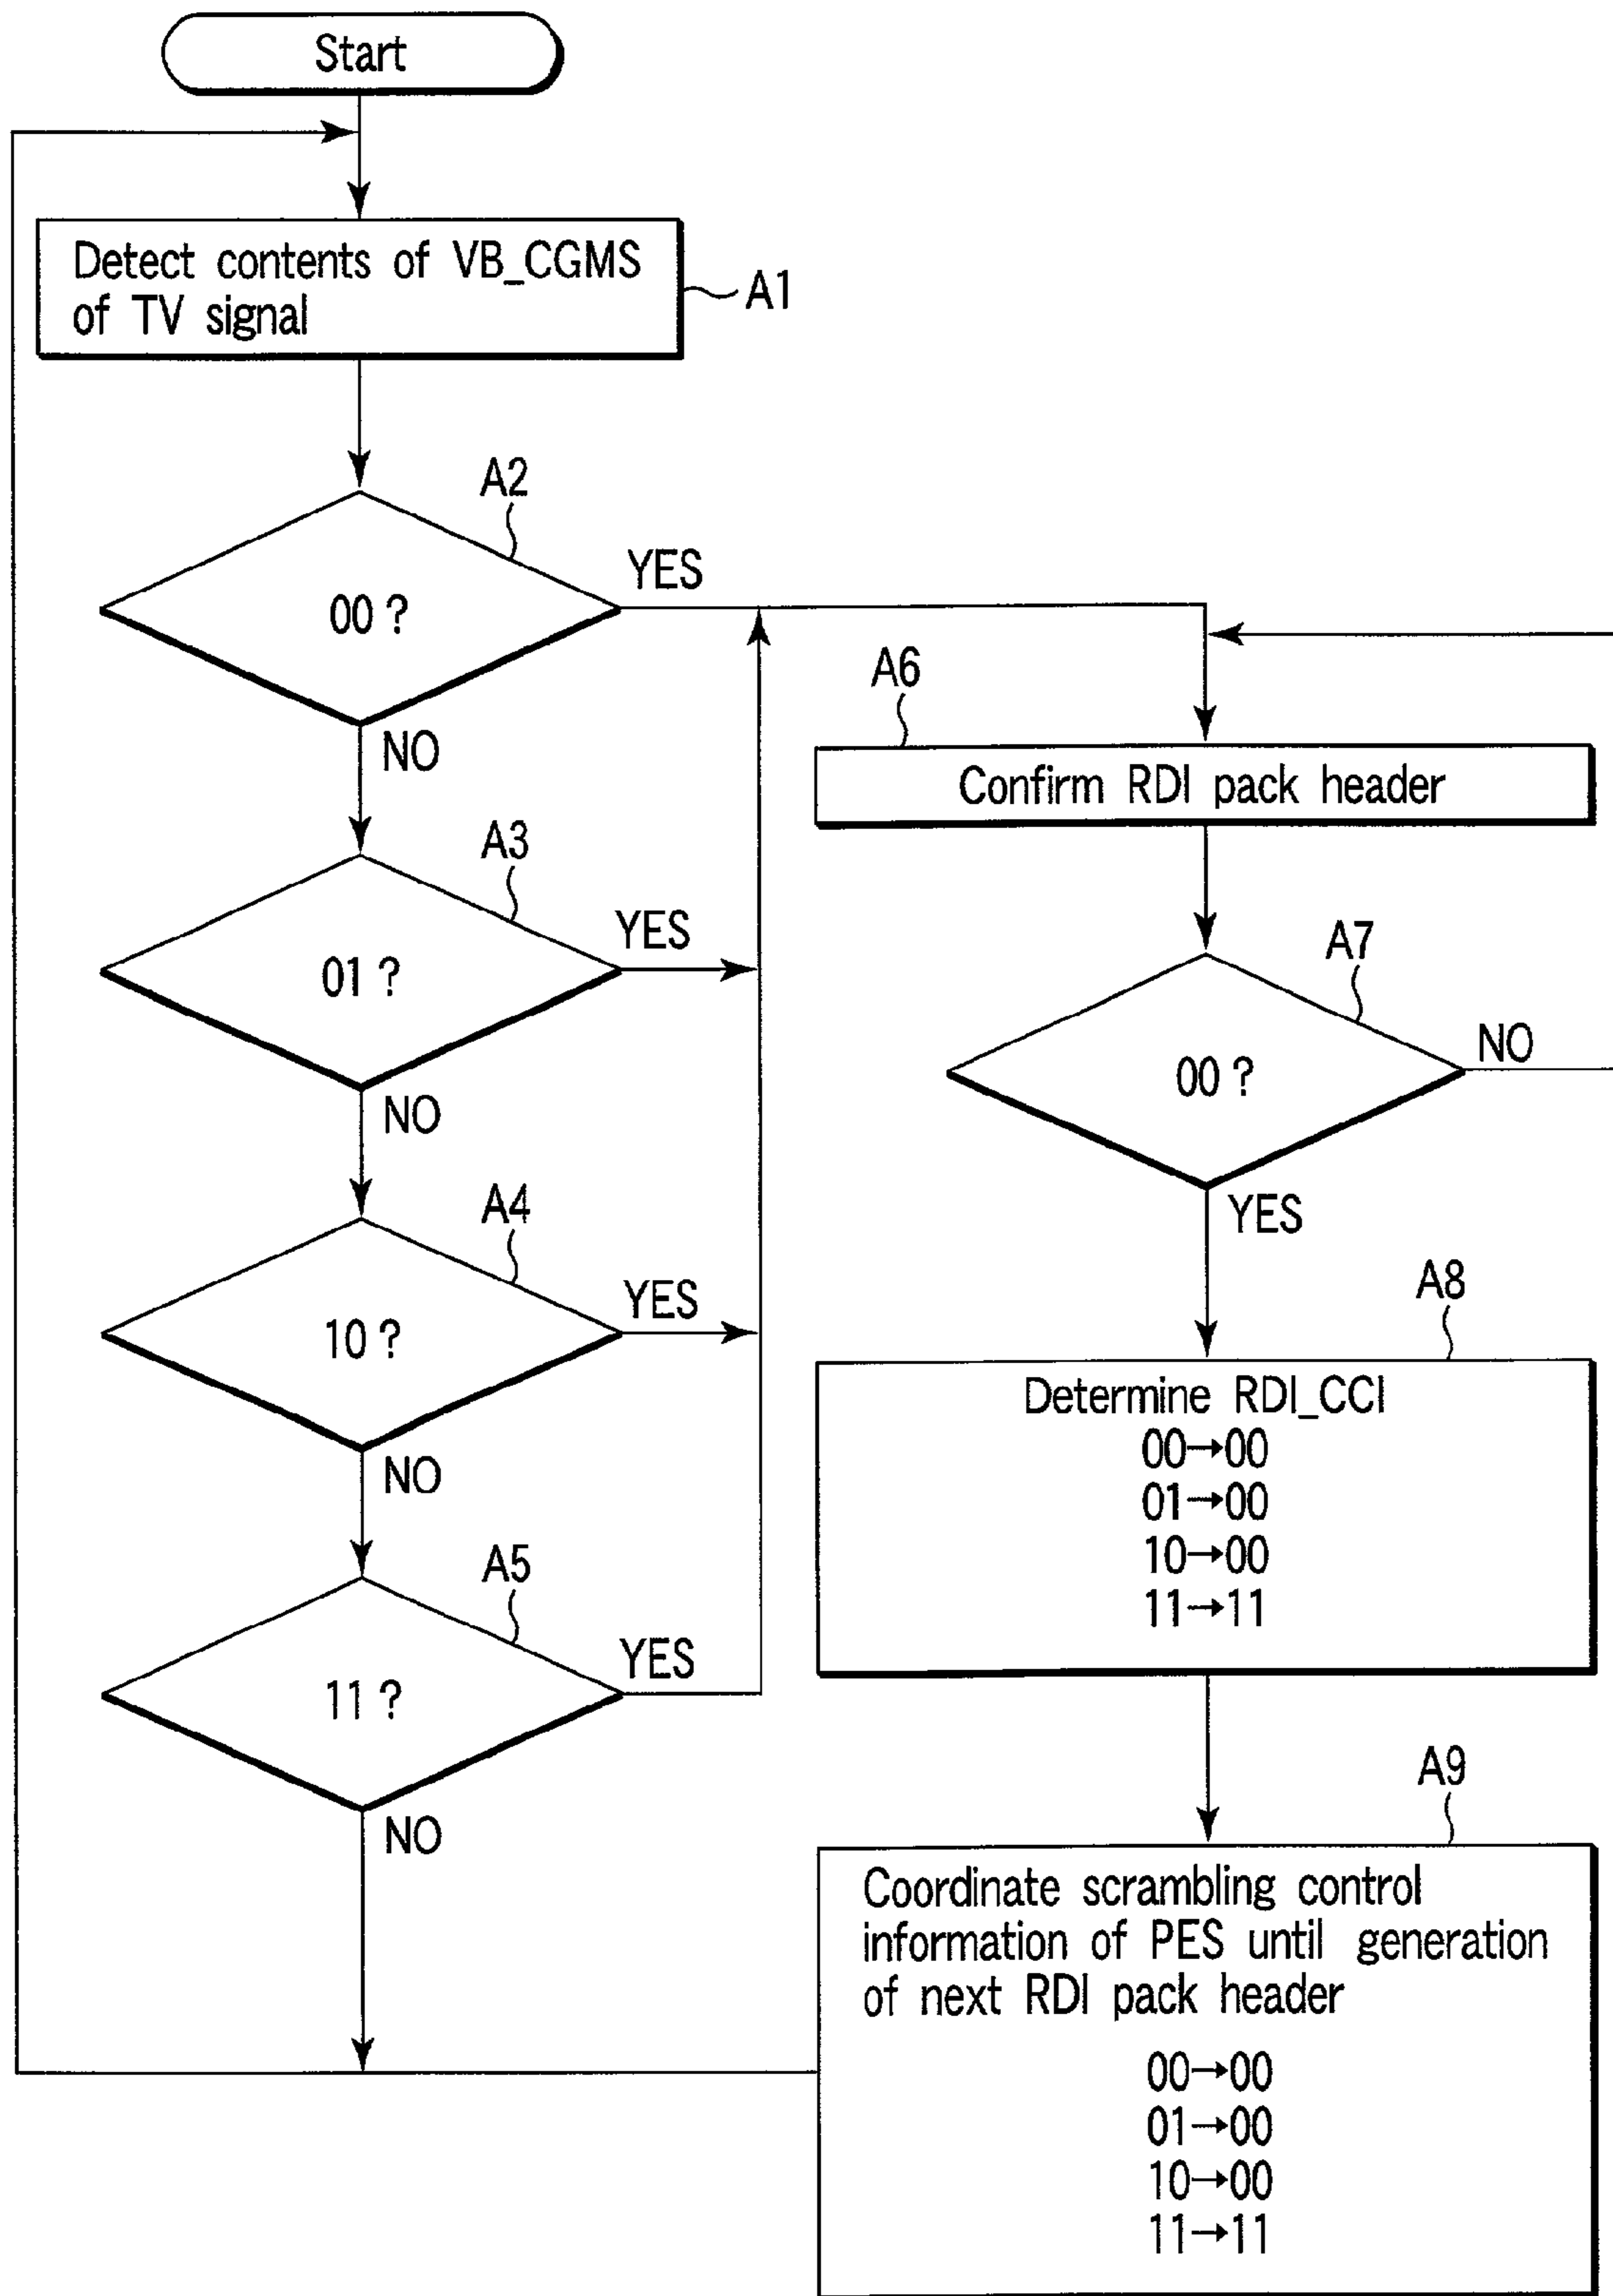 Start
Detect contents of VB_CGMS
of TV signal
A1
A2
00 ?
YES
NO
A3
01 ?
YES
NO
A4
10 ?
YES
NO
A5
11 ?
YES
NO
A6
Confirm RDI pack header
A7
00 ?
NO
YES
A8
Determine RDI_CCI
00→00
01→00
10→00
11→11
A9
Coordinate scrambling control
information of PES until generation
of next RDI pack header
00→00
01→00
10→00
11→11